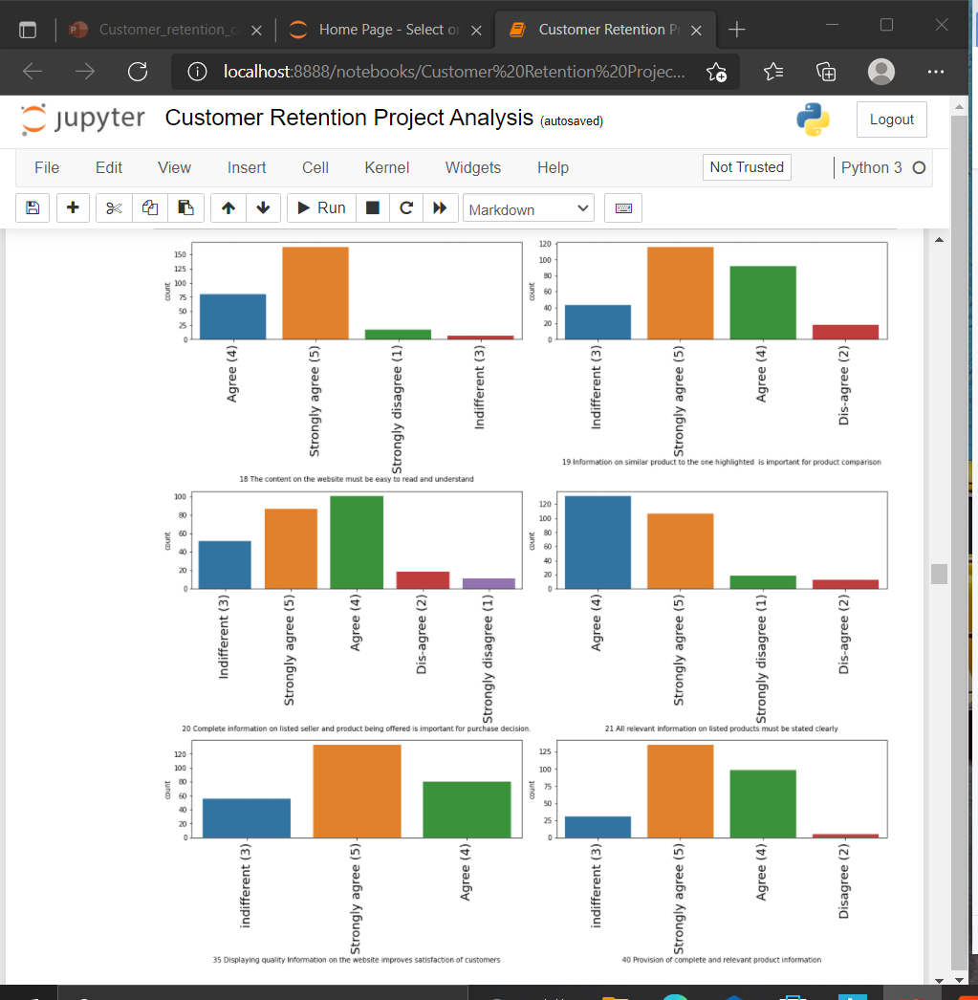 Customer_retention_c
Home Page - Select or
Customer Retention P
localhost:8888/notebooks/Customer%20Retention%20Projec...
jupyter Customer Retention Project Analysis (autosaved)
Logout
File Edit View Insert Cell Kernel Widgets Help
Not Trusted
Python 3
Run
Markdown
count
150
125
100
75
50
25
0
Agree (4)
Strongly agree (5)
Strongly disagree (1)
Indifferent (3)
18 The content on the website must be easy to read and understand
count
120
100
80
60
40
20
0
Indifferent (3)
Strongly agree (5)
Agree (4)
Dis-agree (2)
19 Information on similar product to the one highlighted is important for product comparison
count
100
80
60
40
20
0
Indifferent (3)
Strongly agree (5)
Agree (4)
Dis-agree (2)
Strongly disagree (1)
20 Complete information on listed seller and product being offered is important for purchase decision.
count
120
100
80
60
40
20
0
Agree (4)
Strongly agree (5)
Strongly disagree (1)
Dis-agree (2)
21 All relevant information on listed products must be stated clearly
count
120
100
80
60
40
20
0
indifferent (3)
Strongly agree (5)
Agree (4)
35 Displaying quality Information on the website improves satisfaction of customers
count
125
100
75
50
25
0
indifferent (3)
Strongly agree (5)
Agree (4)
Disagree (2)
40 Provision of complete and relevant product information